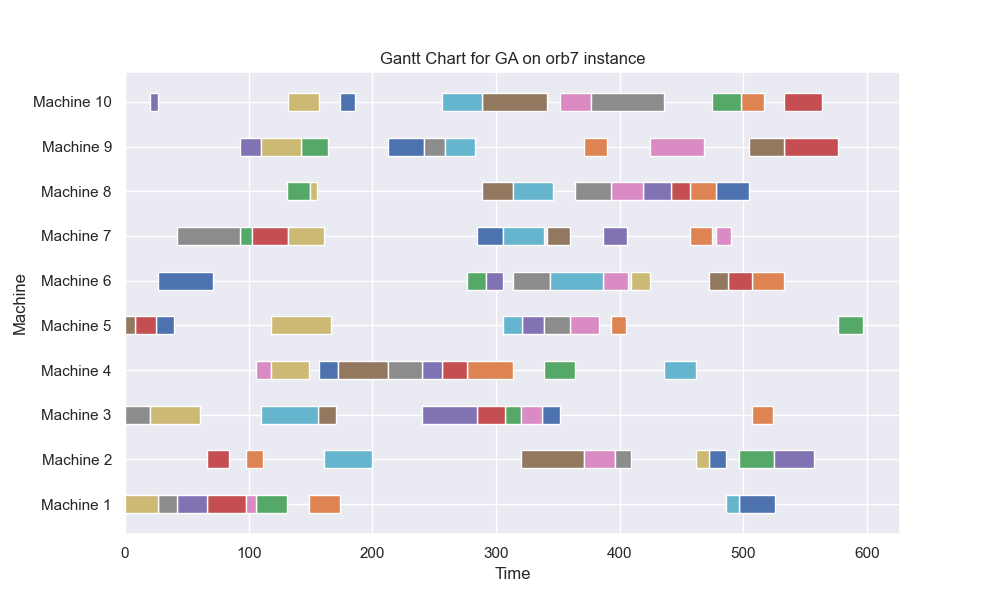 Gantt Chart for GA on orb7 instance
Machine
Machine 10
Machine 9
Machine 8
Machine 7
Machine 6
Machine 5
Machine 4
Machine 3
Machine 2
Machine 1
0 100 200 300 400 500 600
Time